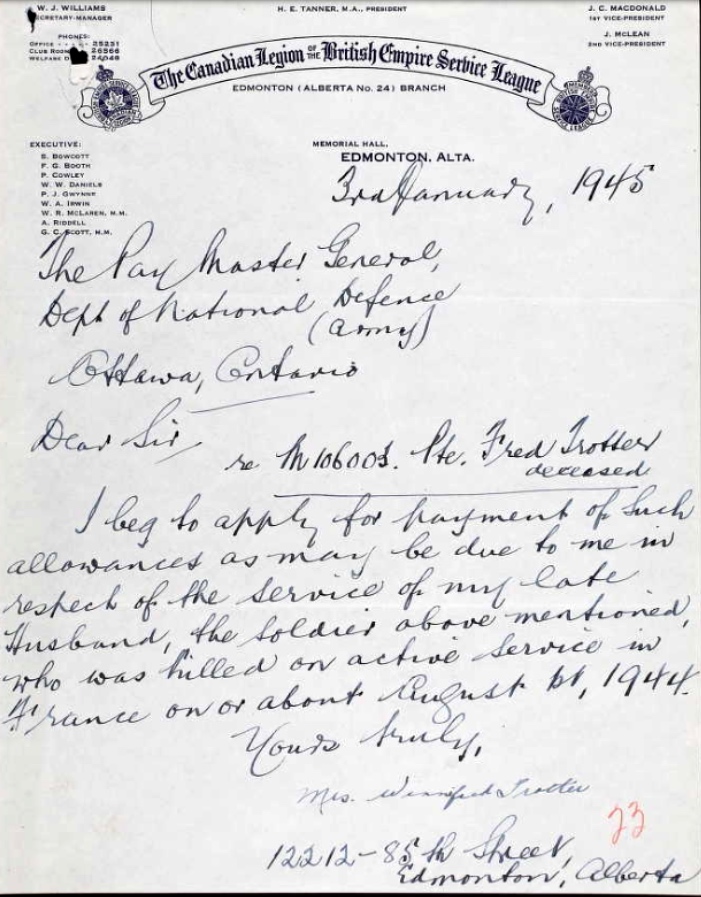 W. J. WILLIAMS
SECRETARY-MANAGER
H. E. TANNER, M.A., PRESIDENT
J. C. MACDONALD
1ST VICE-PRESIDENT
J. MCLEAN
2ND VICE-PRESIDENT
PHONES:
OFFICE 25251
CLUB ROOM 26566
WELFARE 24048
The Canadian Legion OF THE British Empire Service League
EDMONTON (ALBERTA NO. 24) BRANCH
EXECUTIVE:
S. BOWCOTT
F. G. BOOTH
P. COWLEY
W. W. DANIELS
P. J. GWYNNE
W. A. IRWIN
W. R. MCLAREN, M.M.
A. RIDDELL
G. C. SCOTT, M.M.
MEMORIAL HALL,
EDMONTON, ALTA.
3rd January, 1945
The Pay Master General,
Dept of National Defence
(Army)
Ottawa, Ontario
Dear Sir
re M106003. Pte. Fred Trotter
deceased
I beg to apply for payment of such
allowances as may be due to me in
respect of the service of my late
Husband, the soldier above mentioned,
who was killed on active service in
France on or about August 1st, 1944.
Yours truly,
Mrs. Winnifred Trotter
23
12212-85th Street,
Edmonton, Alberta